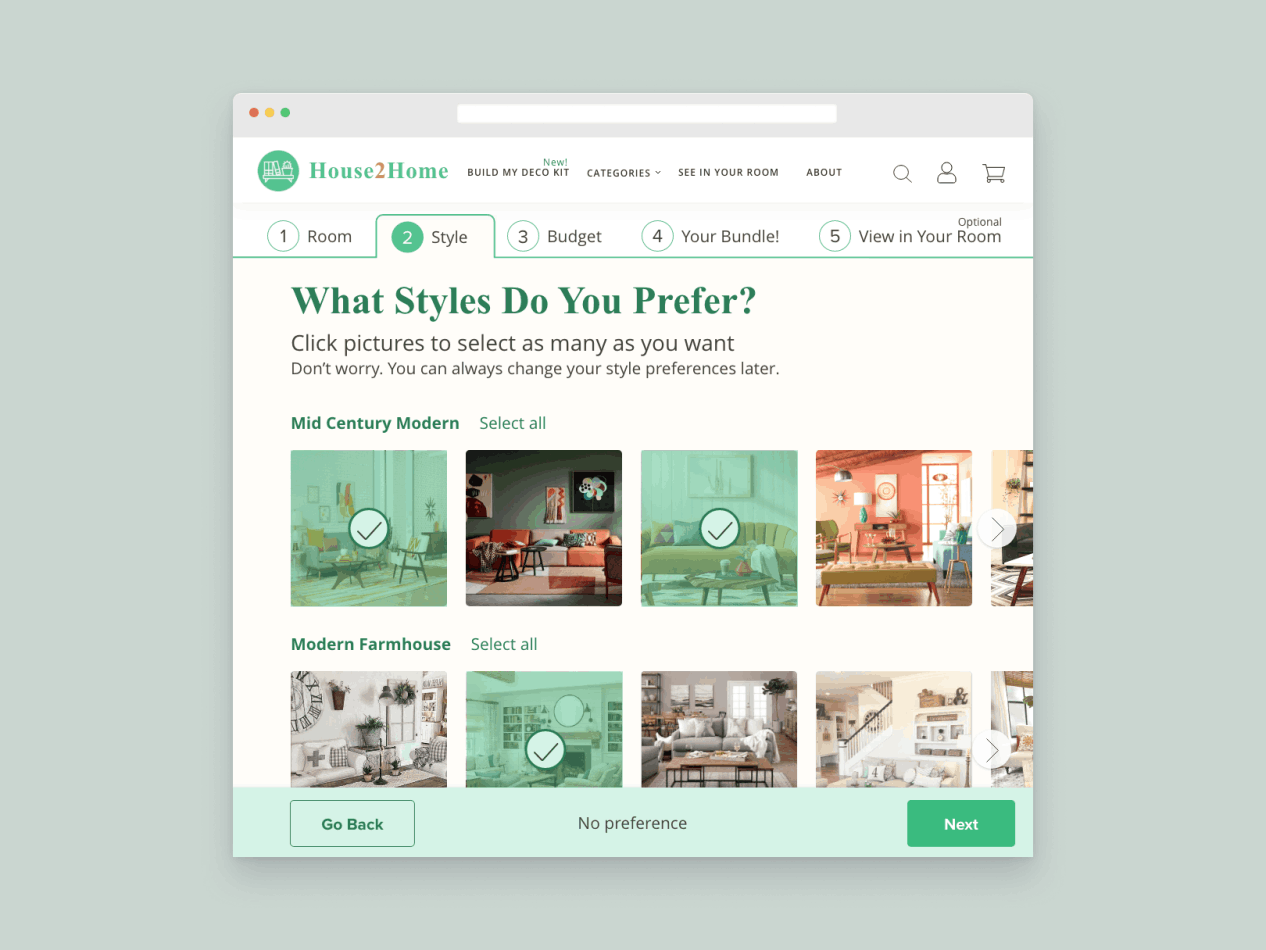 House2Home
New!
BUILD MY DECO KIT
CATEGORIES
SEE IN YOUR ROOM
ABOUT
1 Room
2 Style
3 Budget
4 Your Bundle!
Optional
5 View in Your Room
What Styles Do You Prefer?
Click pictures to select as many as you want
Don’t worry. You can always change your style preferences later.
Mid Century Modern Select all
Modern Farmhouse Select all
&
4
Go Back
No preference
Next